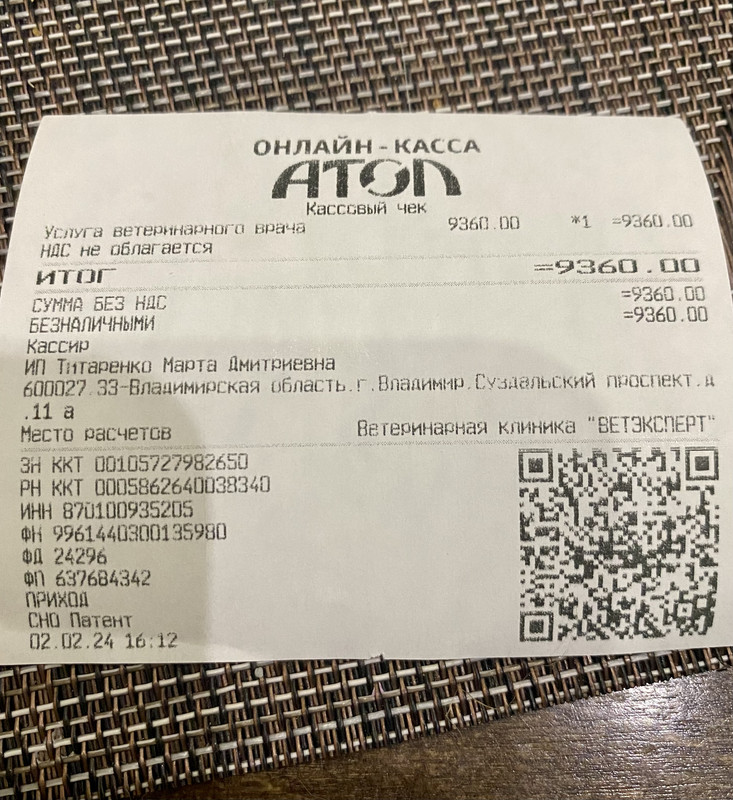 ОНЛАЙН-КАССА
АТОЛ
Кассовый чек
Услуга ветеринарного врача 9360.00 *1 =9360.00
НДС не облагается
ИТОГ =9360.00
СУММА БЕЗ НДС =9360.00
БЕЗНАЛИЧНЫМИ =9360.00
Кассир
ИП Титаренко Марта Дмитриевна
600027.33-Владимирская область.г.Владимир.Суздальский проспект.д
.11 а
Место расчетов Ветеринарная клиника "ВЕТЭКСПЕРТ"
ЗН ККТ 00105727982650
РН ККТ 0005862640038340
ИНН 870100935205
ФН 9961440300135980
ФД 24296
ФП 637684342
ПРИХОД
СНО Патент
02.02.24 16:12